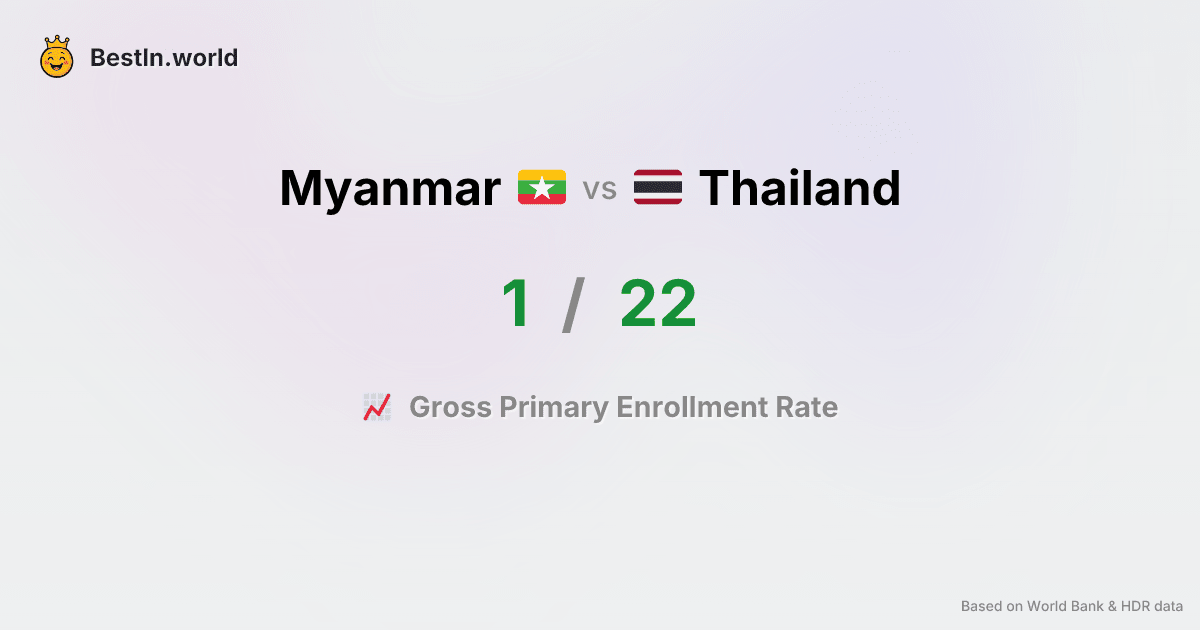 BestIn.world
Myanmar vs Thailand
1 / 22
Gross Primary Enrollment Rate
Based on World Bank & HDR data